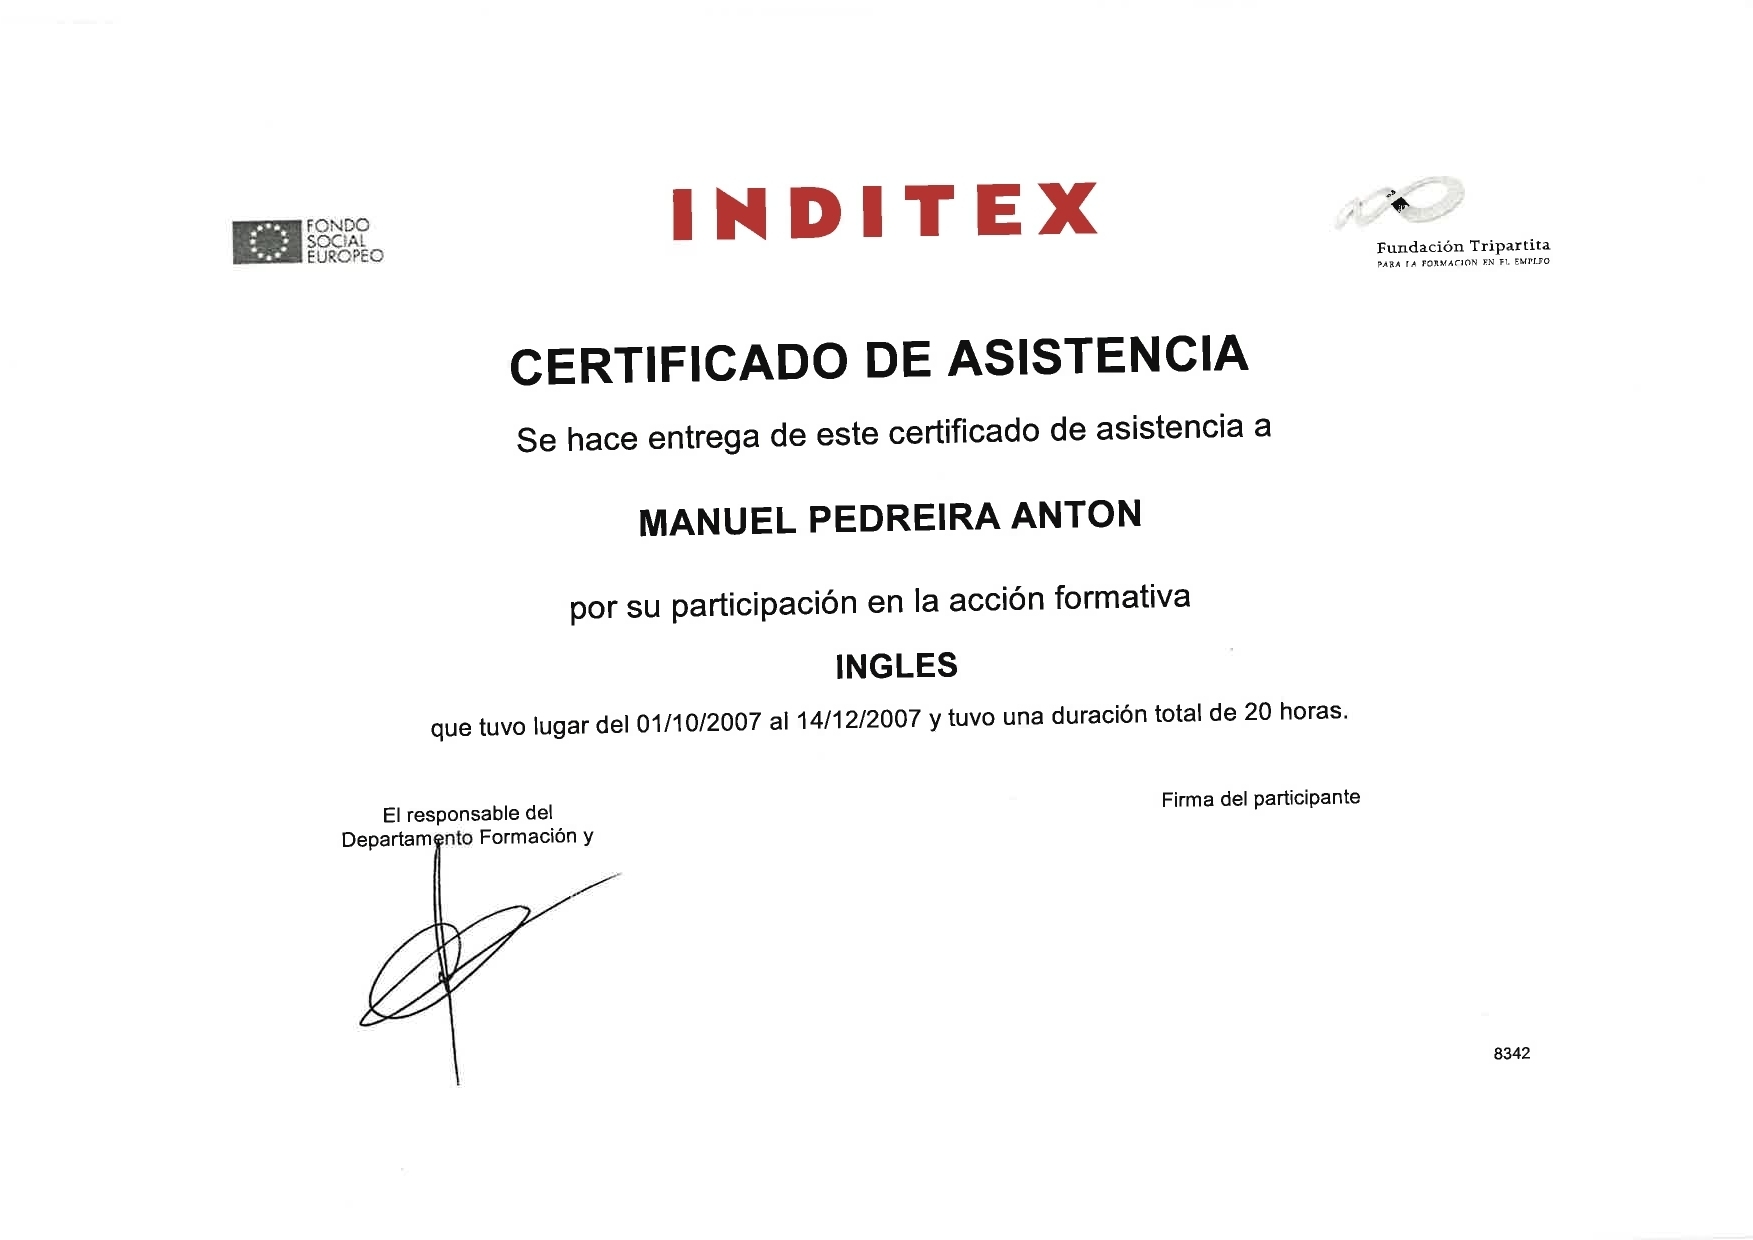 FONDO
SOCIAL
EUROPEO
INDITEX
Fundación Tripartita
PARA LA FORMACION EN EL EMPLEO
CERTIFICADO DE ASISTENCIA
Se hace entrega de este certificado de asistencia a
MANUEL PEDREIRA ANTON
por su participación en la acción formativa
INGLES
que tuvo lugar del 01/10/2007 al 14/12/2007 y tuvo una duración total de 20 horas.
El responsable del
Departamento Formación y
Firma del participante
8342